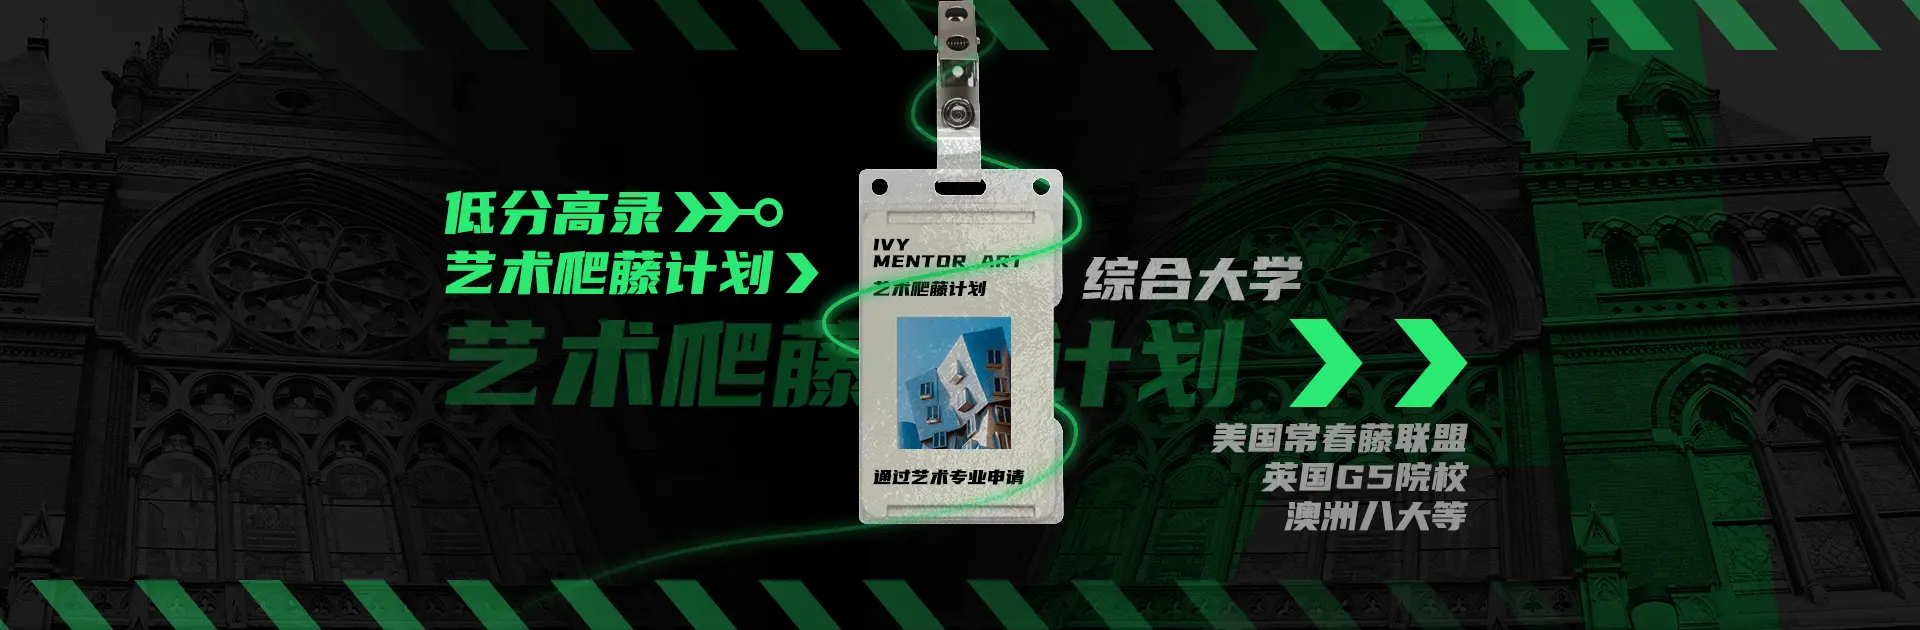 低分高录
艺术爬藤计划
艺术爬藤计划
IVY
MENTOR ART
艺术爬藤计划
通过艺术专业申请
综合大学
美国常春藤联盟
英国G5院校
澳洲八大等